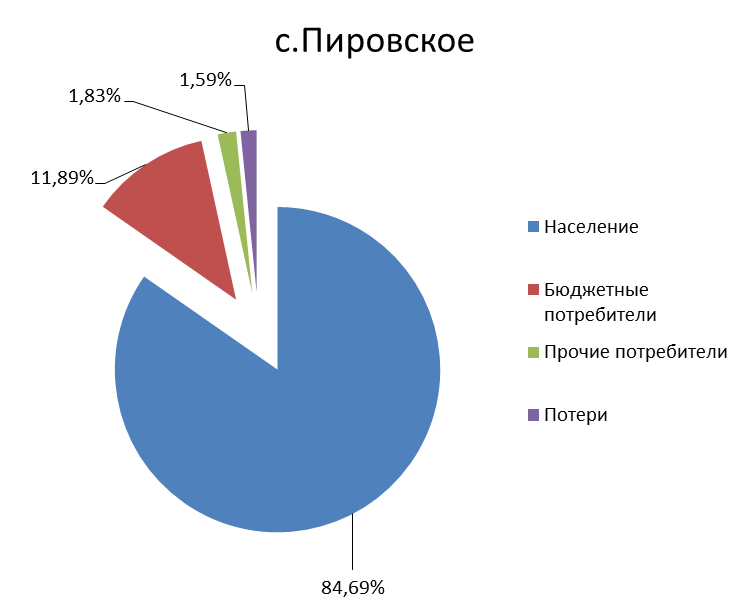 с.Пировское
1,59%
1,83%
11,89%
Население
Бюджетные
потребители
Прочие потребители
Потери
84,69%